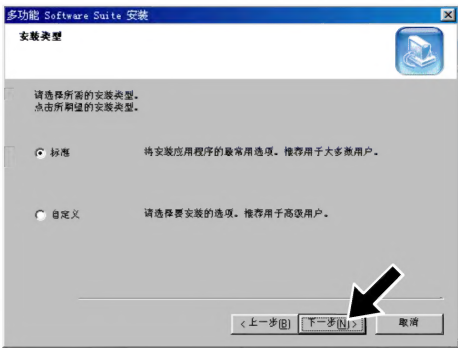 多功能 Software Suite 安装
安装类型
请选择所需的安装类型。
点击所期望的安装类型。
标准
将安装应用程序的最常用选项。推荐用于大多数用户。
自定义
请选择要安装的选项。推荐用于高级用户。
<上一步(B)
下一步(N)>
取消